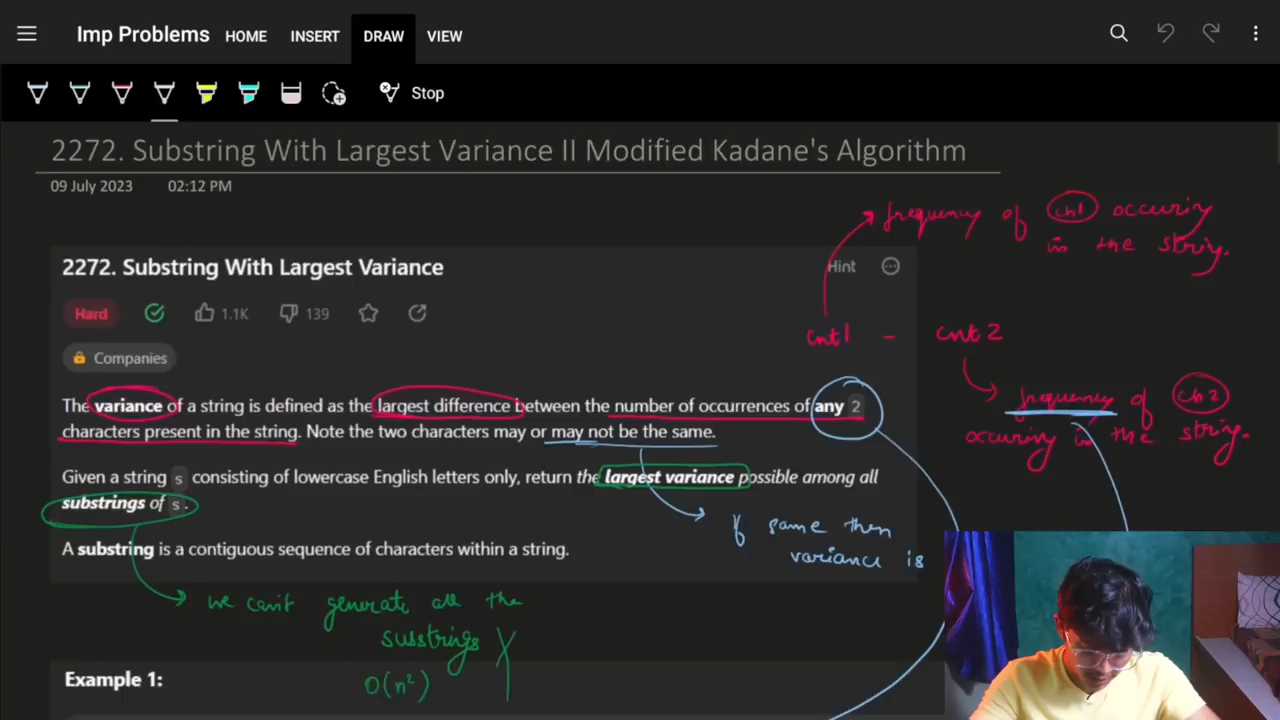 Imp Problems HOME INSERT DRAW VIEW
Stop
2272. Substring With Largest Variance II Modified Kadane's Algorithm
09 July 2023 02:12 PM
frequency of ch1 occuring
in the string.
2272. Substring With Largest Variance Hint
Hard 1.1K 139
cnt1 - cnt2
Companies
frequency of ch2
occuring in the string.
The variance of a string is defined as the largest difference between the number of occurrences of any 2
characters present in the string. Note the two characters may or may not be the same.
Given a string s consisting of lowercase English letters only, return the largest variance possible among all
substrings of s.
If same then
variance is
A substring is a contiguous sequence of characters within a string.
we can't generate all the
susstrings X
O(n²)
Example 1: